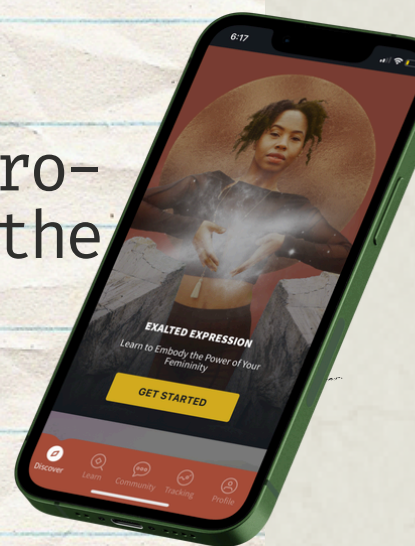 ro-
the
6:17
EXALTED EXPRESSION
Learn to Embody the Power of Your
Femininity
GET STARTED
Discover
Learn
Community
Tracking
Profile